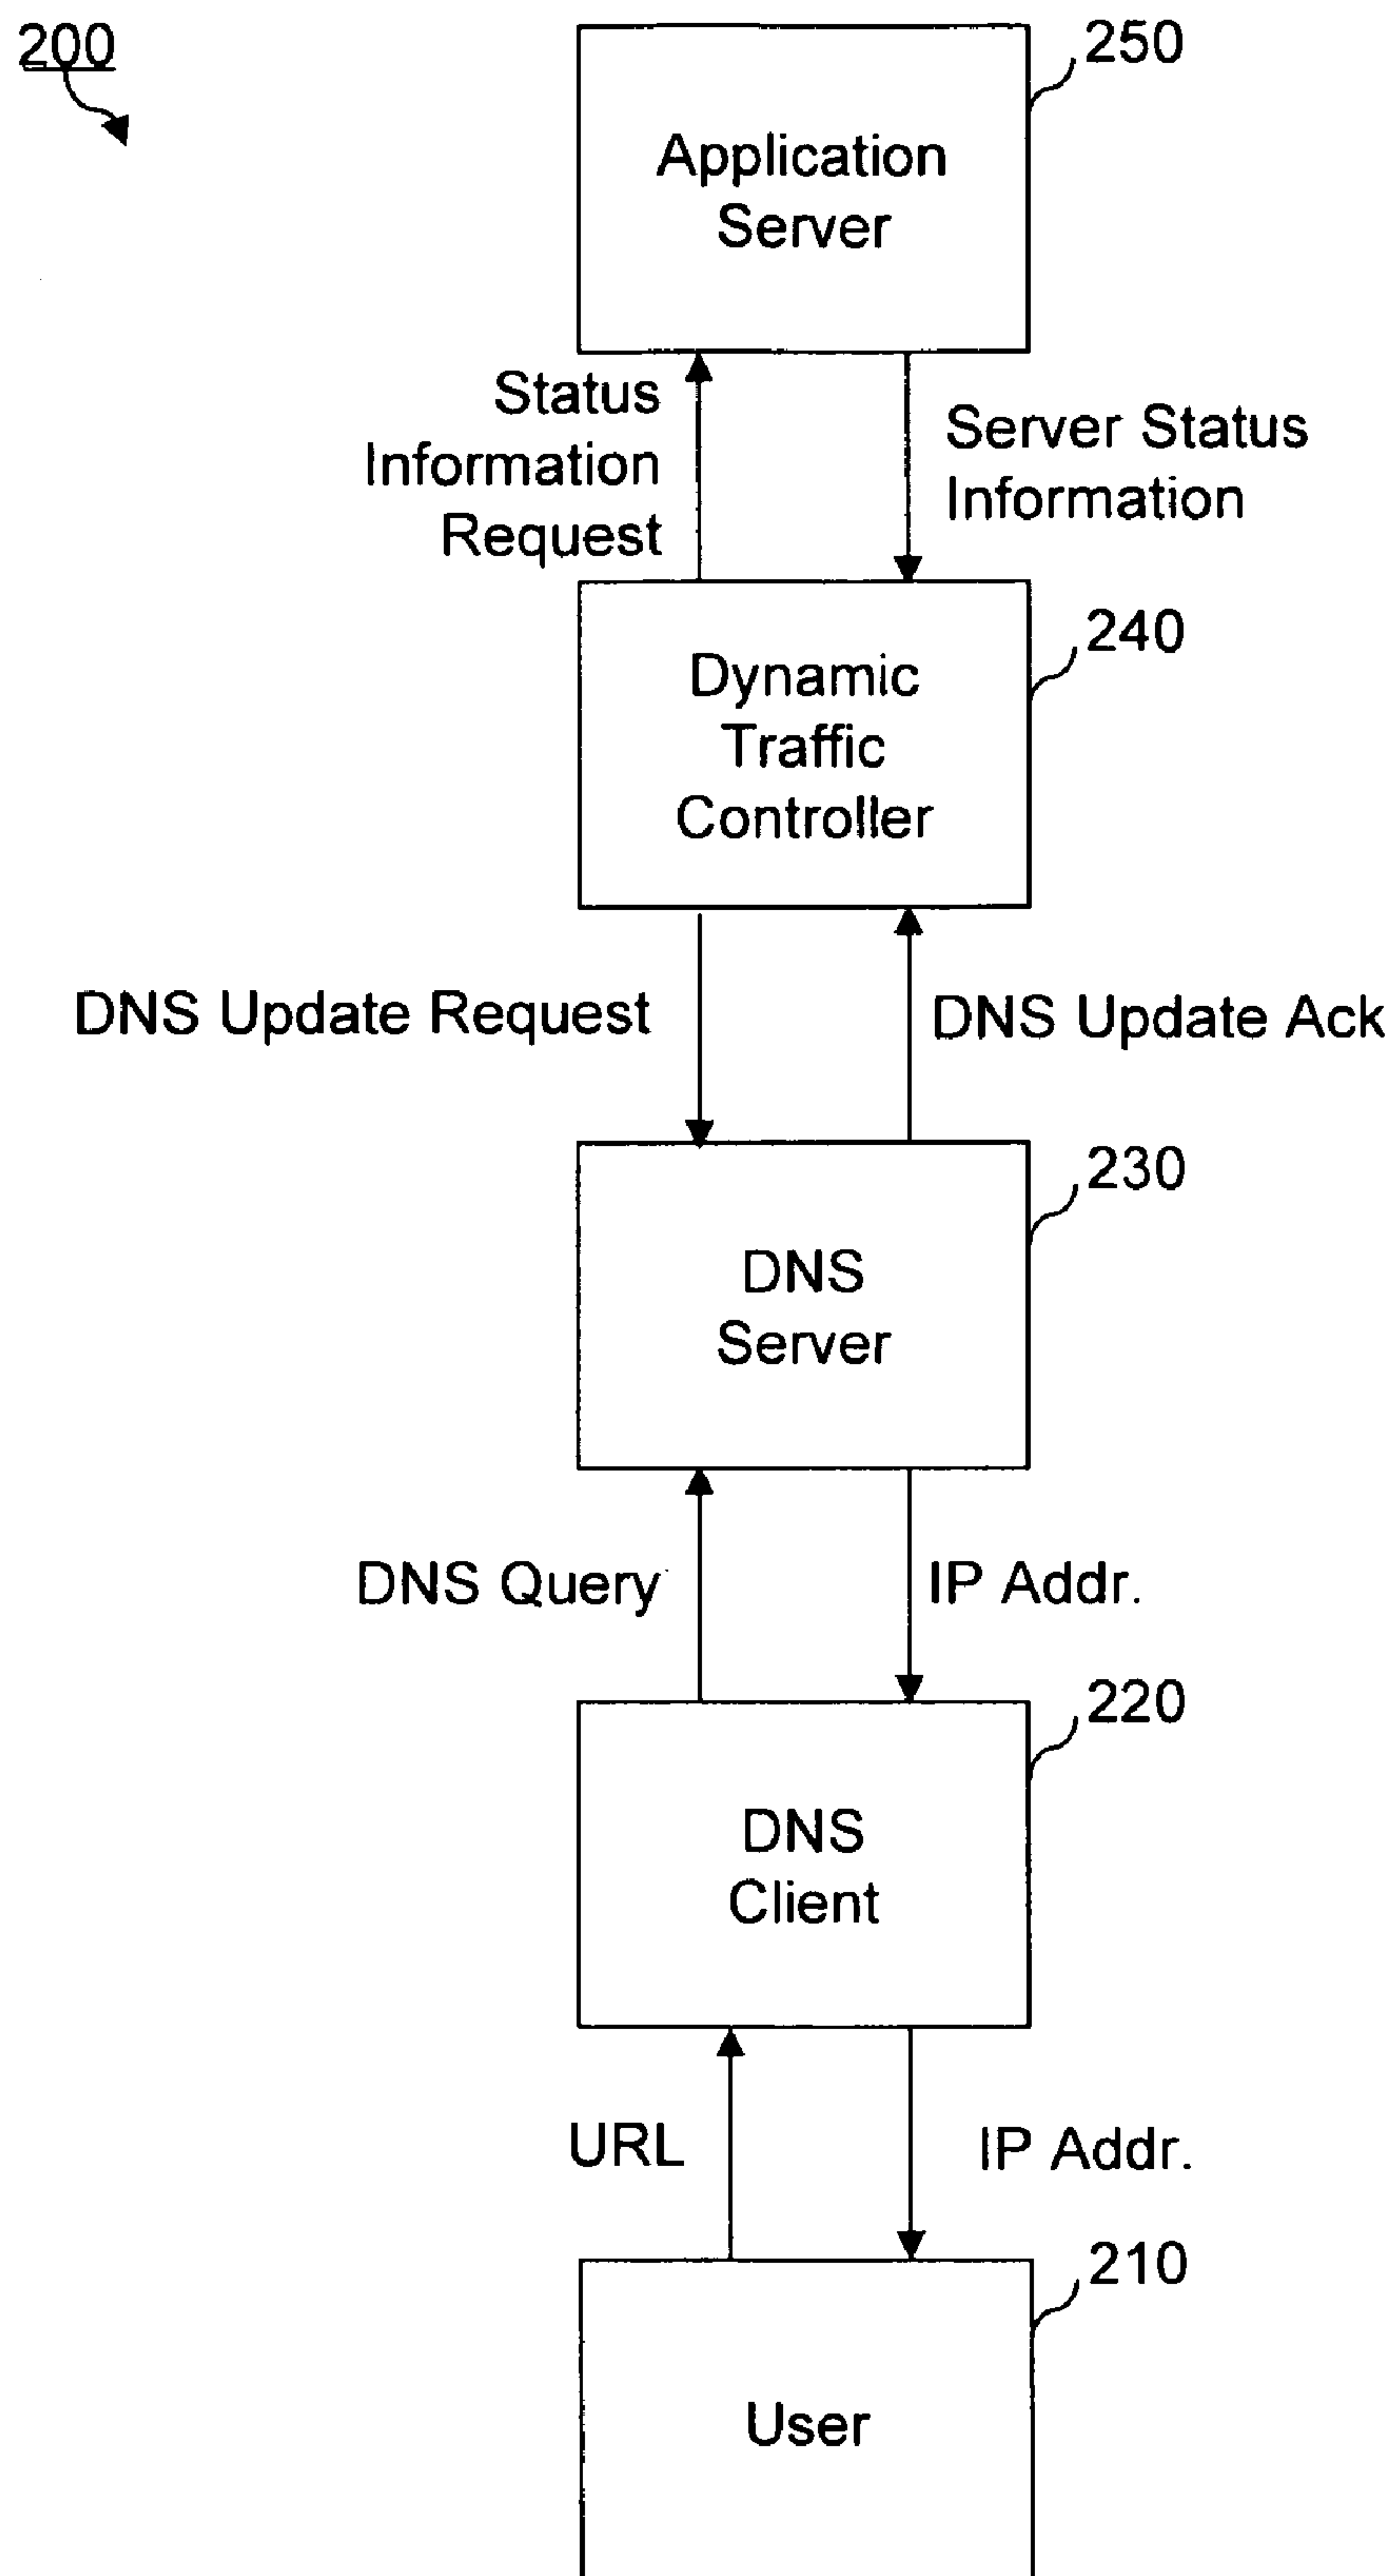 200
250
Application
Server
Status
Information
Request
Server Status
Information
240
Dynamic
Traffic
Controller
DNS Update Request
DNS Update Ack
230
DNS
Server
DNS Query
IP Addr.
220
DNS
Client
URL
IP Addr.
210
User